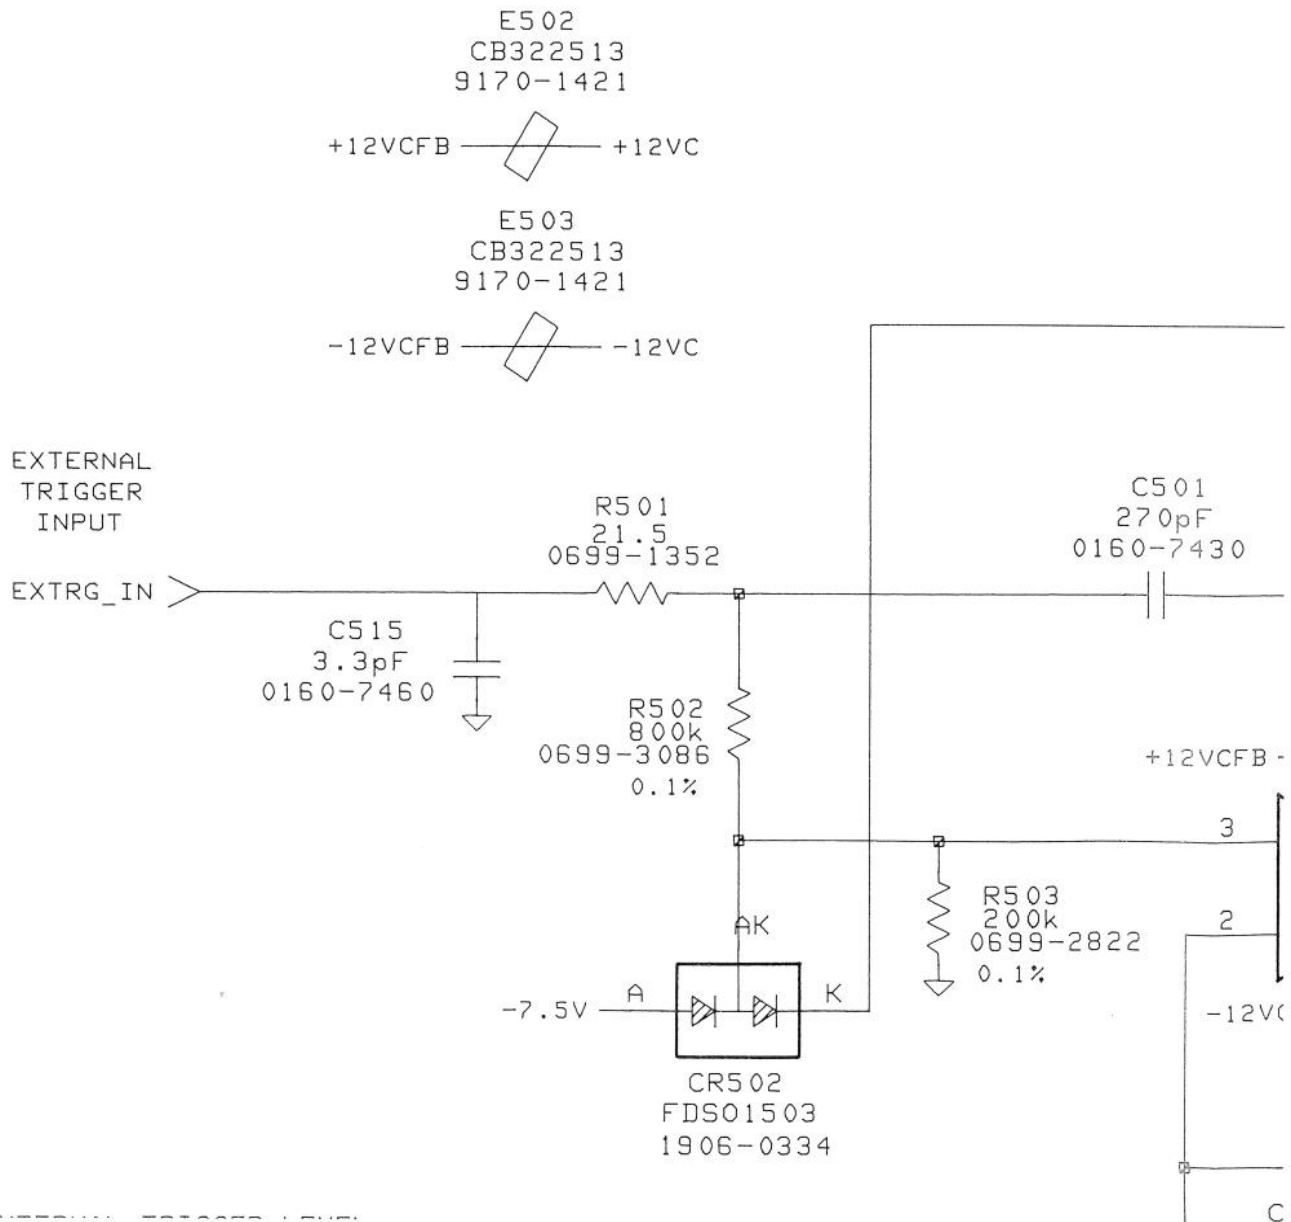 E502
CB322513
9170-1421
+12VCFB
+12VC
E503
CB322513
9170-1421
-12VCFB
-12VC
EXTERNAL
TRIGGER
INPUT
EXTRG_IN
R501
21.5
0699-1352
C501
270pF
0160-7430
C515
3.3pF
0160-7460
R502
800k
0699-3086
0.1%
+12VCFB
3
2
R503
200k
0699-2822
0.1%
AK
A
K
-7.5V
-12VC
CR502
FDSO1503
1906-0334
C